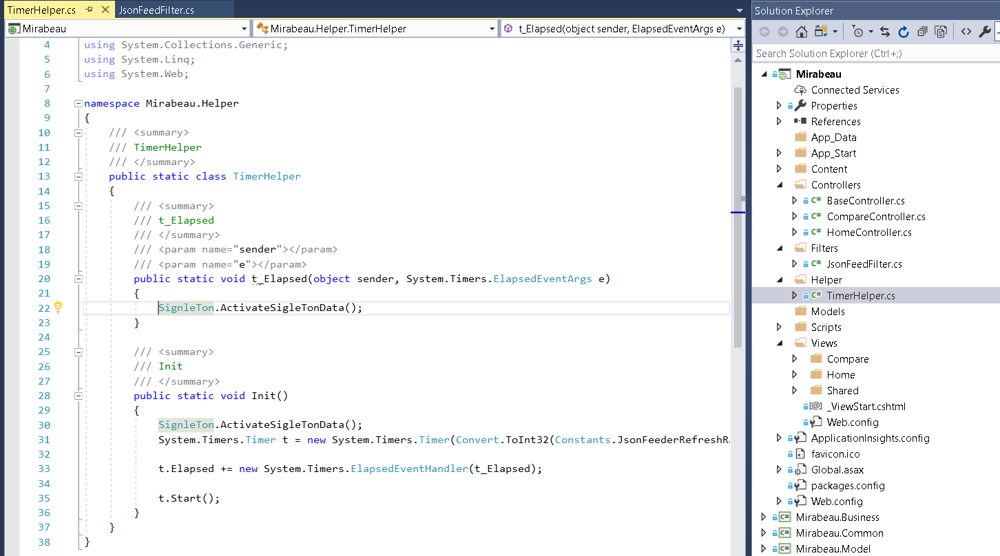 TimerHelper.cs
JsonFeedFilter.cs
Mirabeau
Mirabeau.Helper.TimerHelper
t_Elapsed(object sender, ElapsedEventArgs e)
4 using System.Collections.Generic;
5 using System.Linq;
6 using System.Web;
7
8 namespace Mirabeau.Helper
9 {
10 /// <summary>
11 /// TimerHelper
12 /// </summary>
13 public static class TimerHelper
14 {
15 /// <summary>
16 /// t_Elapsed
17 /// </summary>
18 /// <param name="sender"></param>
19 /// <param name="e"></param>
20 public static void t_Elapsed(object sender, System.Timers.ElapsedEventArgs e)
21 {
22 SignleTon.ActivateSigleTonData();
23 }
24
25 /// <summary>
26 /// Init
27 /// </summary>
28 public static void Init()
29 {
30 SignleTon.ActivateSigleTonData();
31 System.Timers.Timer t = new System.Timers.Timer(Convert.ToInt32(Constants.JsonFeederRefreshR
32
33 t.Elapsed += new System.Timers.ElapsedEventHandler(t_Elapsed);
34
35 t.Start();
36 }
37 }
38 }
Solution Explorer
Search Solution Explorer (Ctrl+;)
Mirabeau
Connected Services
Properties
References
App_Data
App_Start
Content
Controllers
C# BaseController.cs
C# CompareController.cs
C# HomeController.cs
Filters
C# JsonFeedFilter.cs
Helper
C# TimerHelper.cs
Models
Scripts
Views
Compare
Home
Shared
[@] _ViewStart.cshtml
Web.config
ApplicationInsights.config
favicon.ico
Global.asax
packages.config
Web.config
C# Mirabeau.Business
C# Mirabeau.Common
C# Mirabeau.Model